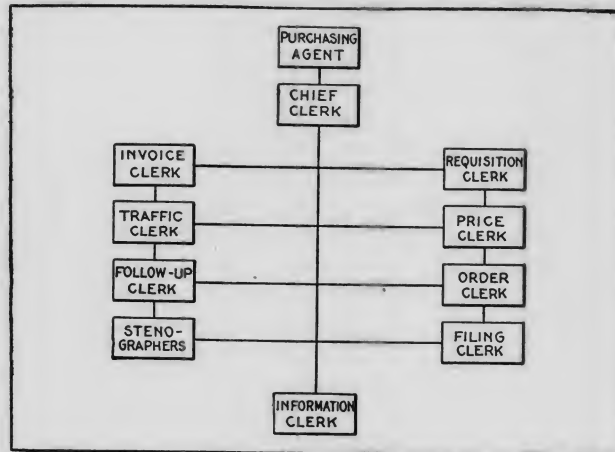 PURCHASING
AGENT
CHIEF
CLERK
INVOICE
CLERK
REQUISITION
CLERK
TRAFFIC
CLERK
PRICE
CLERK
FOLLOW-UP
CLERK
ORDER
CLERK
STENO-
GRAPHERS
FILING
CLERK
INFORMATION
CLERK